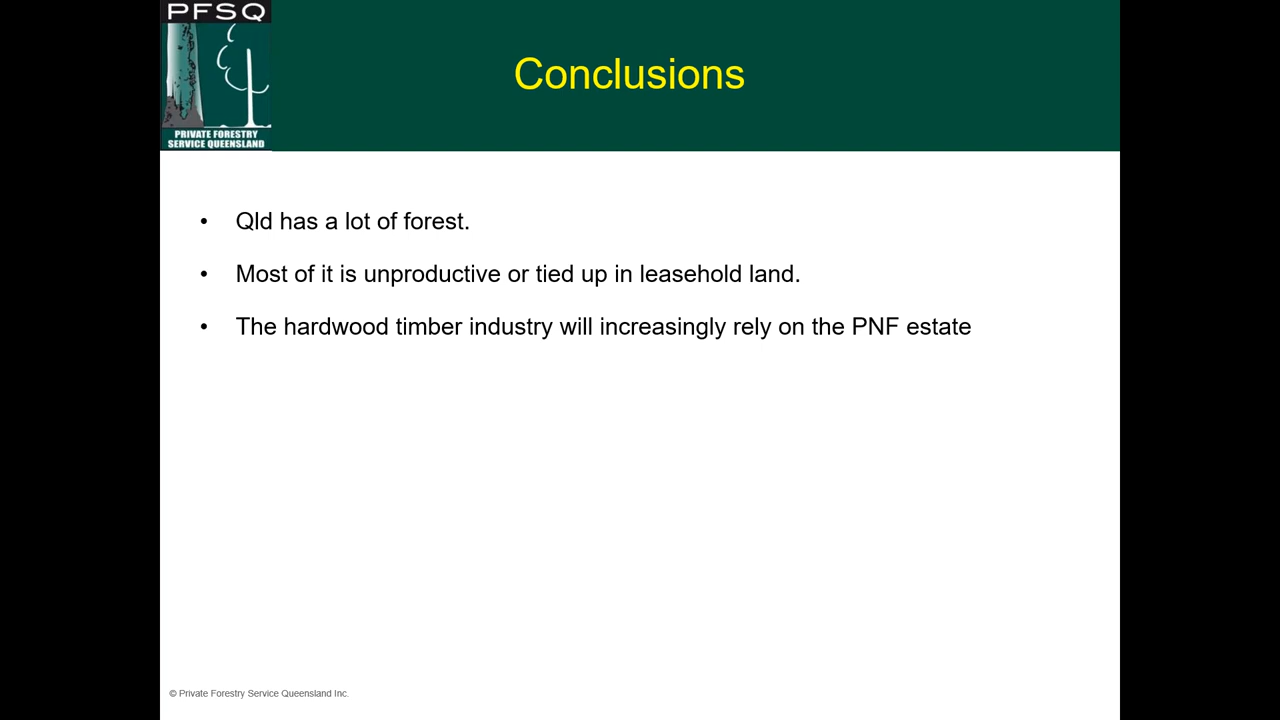 PFSQ
PRIVATE FORESTRY
SERVICE QUEENSLAND
Conclusions
• Qld has a lot of forest.
• Most of it is unproductive or tied up in leasehold land.
• The hardwood timber industry will increasingly rely on the PNF estate
© Private Forestry Service Queensland Inc.